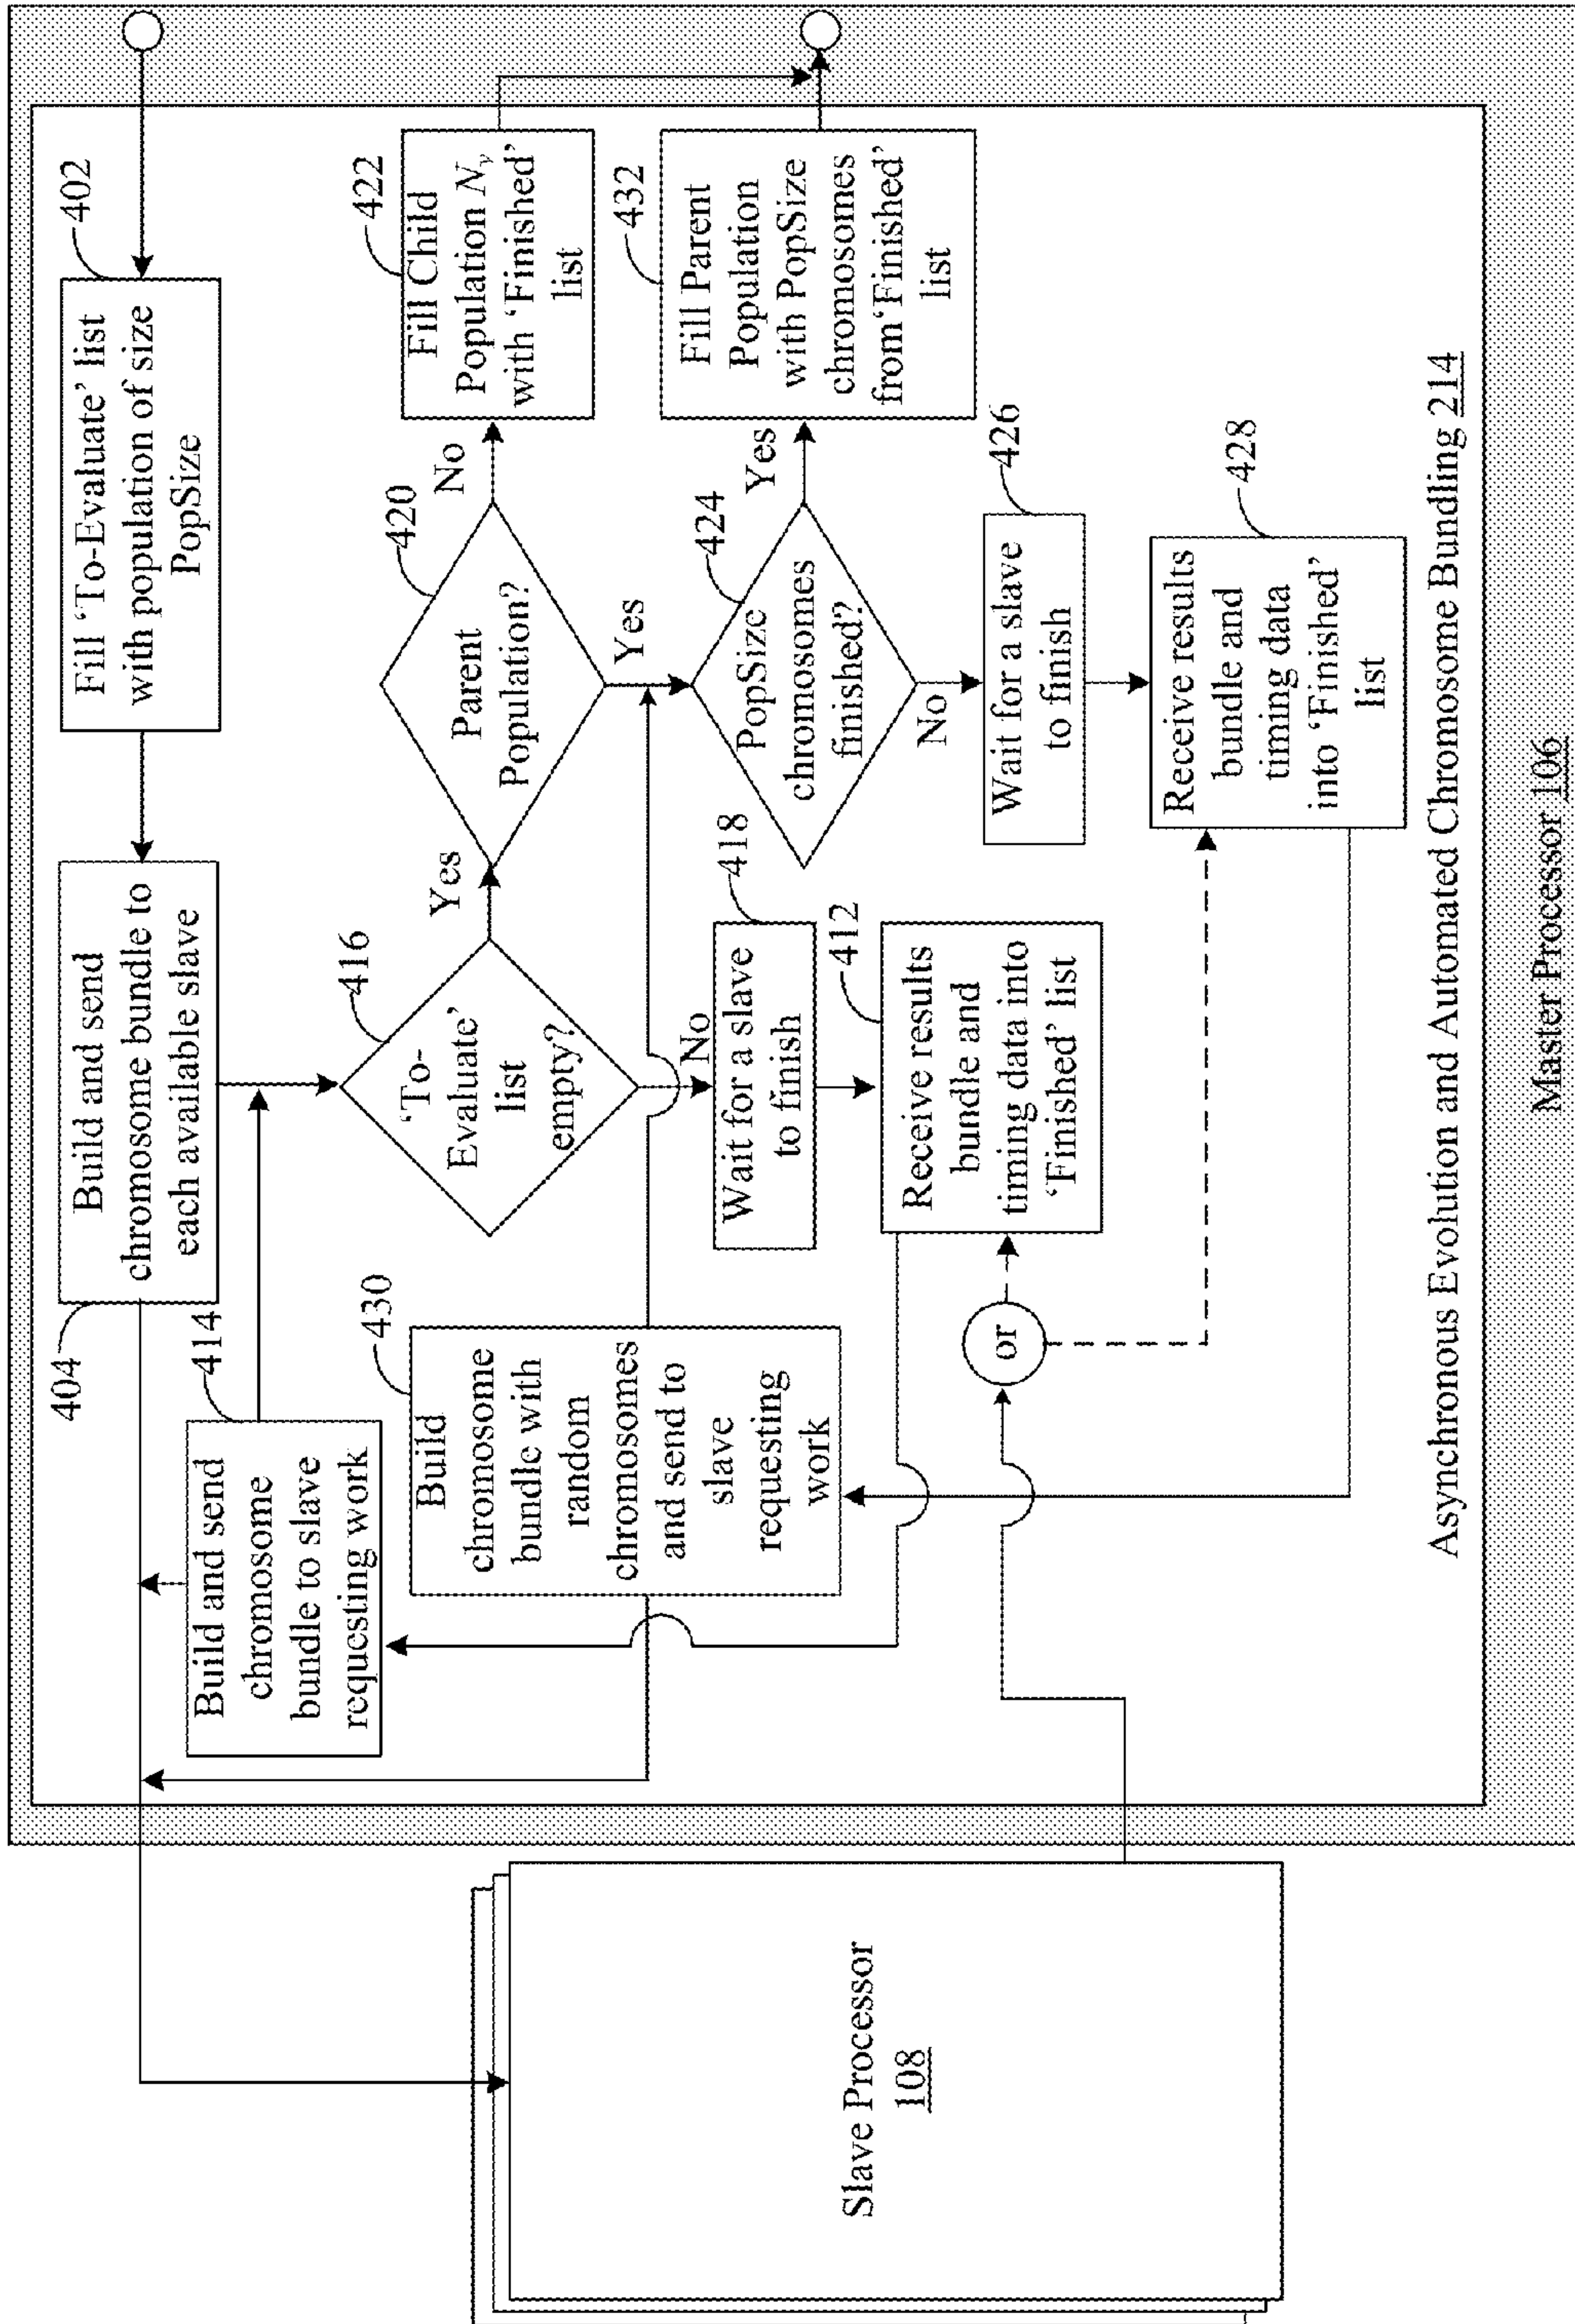 402
Fill ‘To-Evaluate’ list
with population of size
PopSize
404
Build and send
chromosome bundle to
each available slave
414
Build and send
chromosome
bundle to slave
requesting work
416
‘To-
Evaluate’
list
empty?
Yes
No
420
Parent
Population?
No
Yes
422
Fill Child
Population Nγ
with ‘Finished’
list
430
Build
chromosome
bundle with
random
chromosomes
and send to
slave
requesting
work
418
Wait for a slave
to finish
424
PopSize
chromosomes
finished?
Yes
No
432
Fill Parent
Population
with PopSize
chromosomes
from‘Finished’
list
412
Receive results
bundle and
timing data into
‘Finished’ list
426
Wait for a slave
to finish
428
Receive results
bundle and
timing data
into ‘Finished’
list
or
Slave Processor
108
Asynchronous Evolution and Automated Chromosome Bundling 214
Master Processor 106